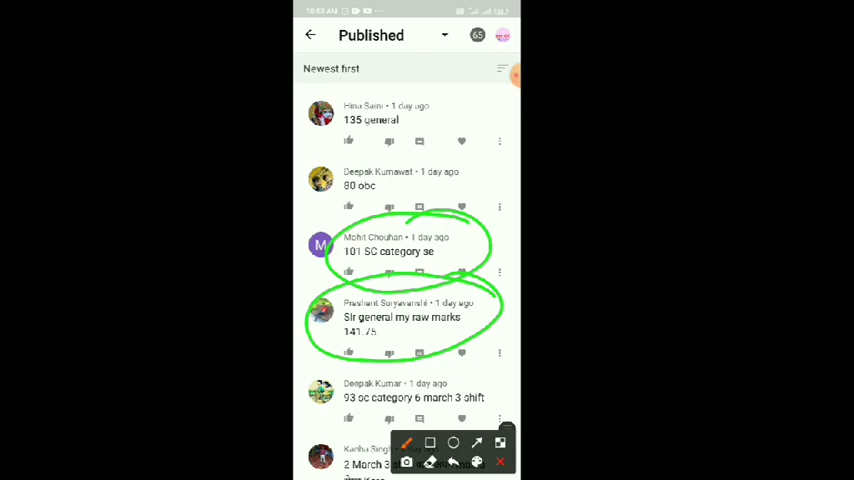 10:53 AM
Published
65
Newest first
Hina Saini • 1 day ago
135 general
Deepak Kumawat • 1 day ago
80 obc
M
Mohit Chouhan • 1 day ago
101 SC category se
Prashant Suryavanshi • 1 day ago
Sir general my raw marks
141.75
Deepak Kumar • 1 day ago
93 sc category 6 march 3 shift
Kanha Singh
2 March 3